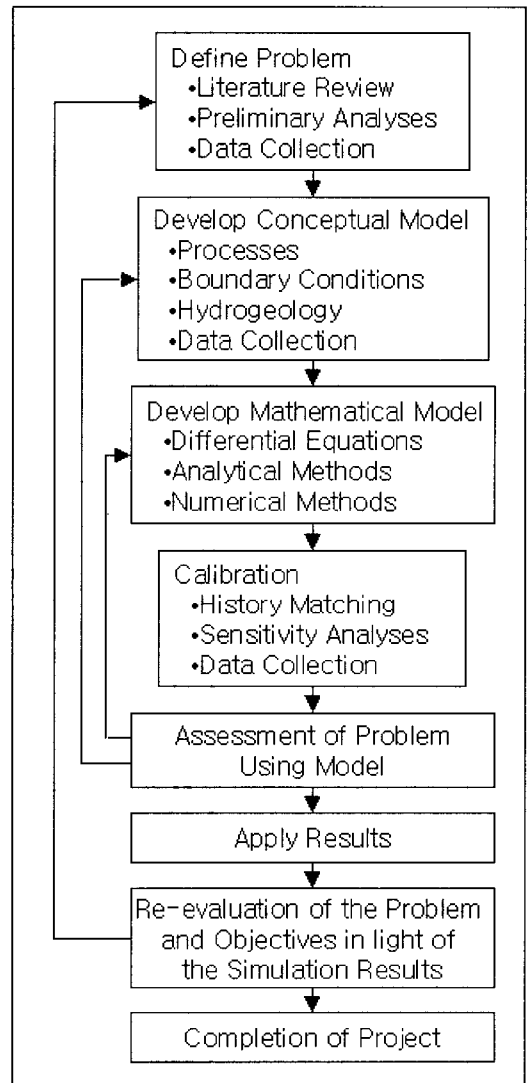 Define Problem
•Literature Review
•Preliminary Analyses
•Data Collection
Develop Conceptual Model
•Processes
•Boundary Conditions
•Hydrogeology
•Data Collection
Develop Mathematical Model
•Differential Equations
•Analytical Methods
•Numerical Methods
Calibration
•History Matching
•Sensitivity Analyses
•Data Collection
Assessment of Problem
Using Model
Apply Results
Re-evaluation of the Problem
and Objectives in light of
the Simulation Results
Completion of Project